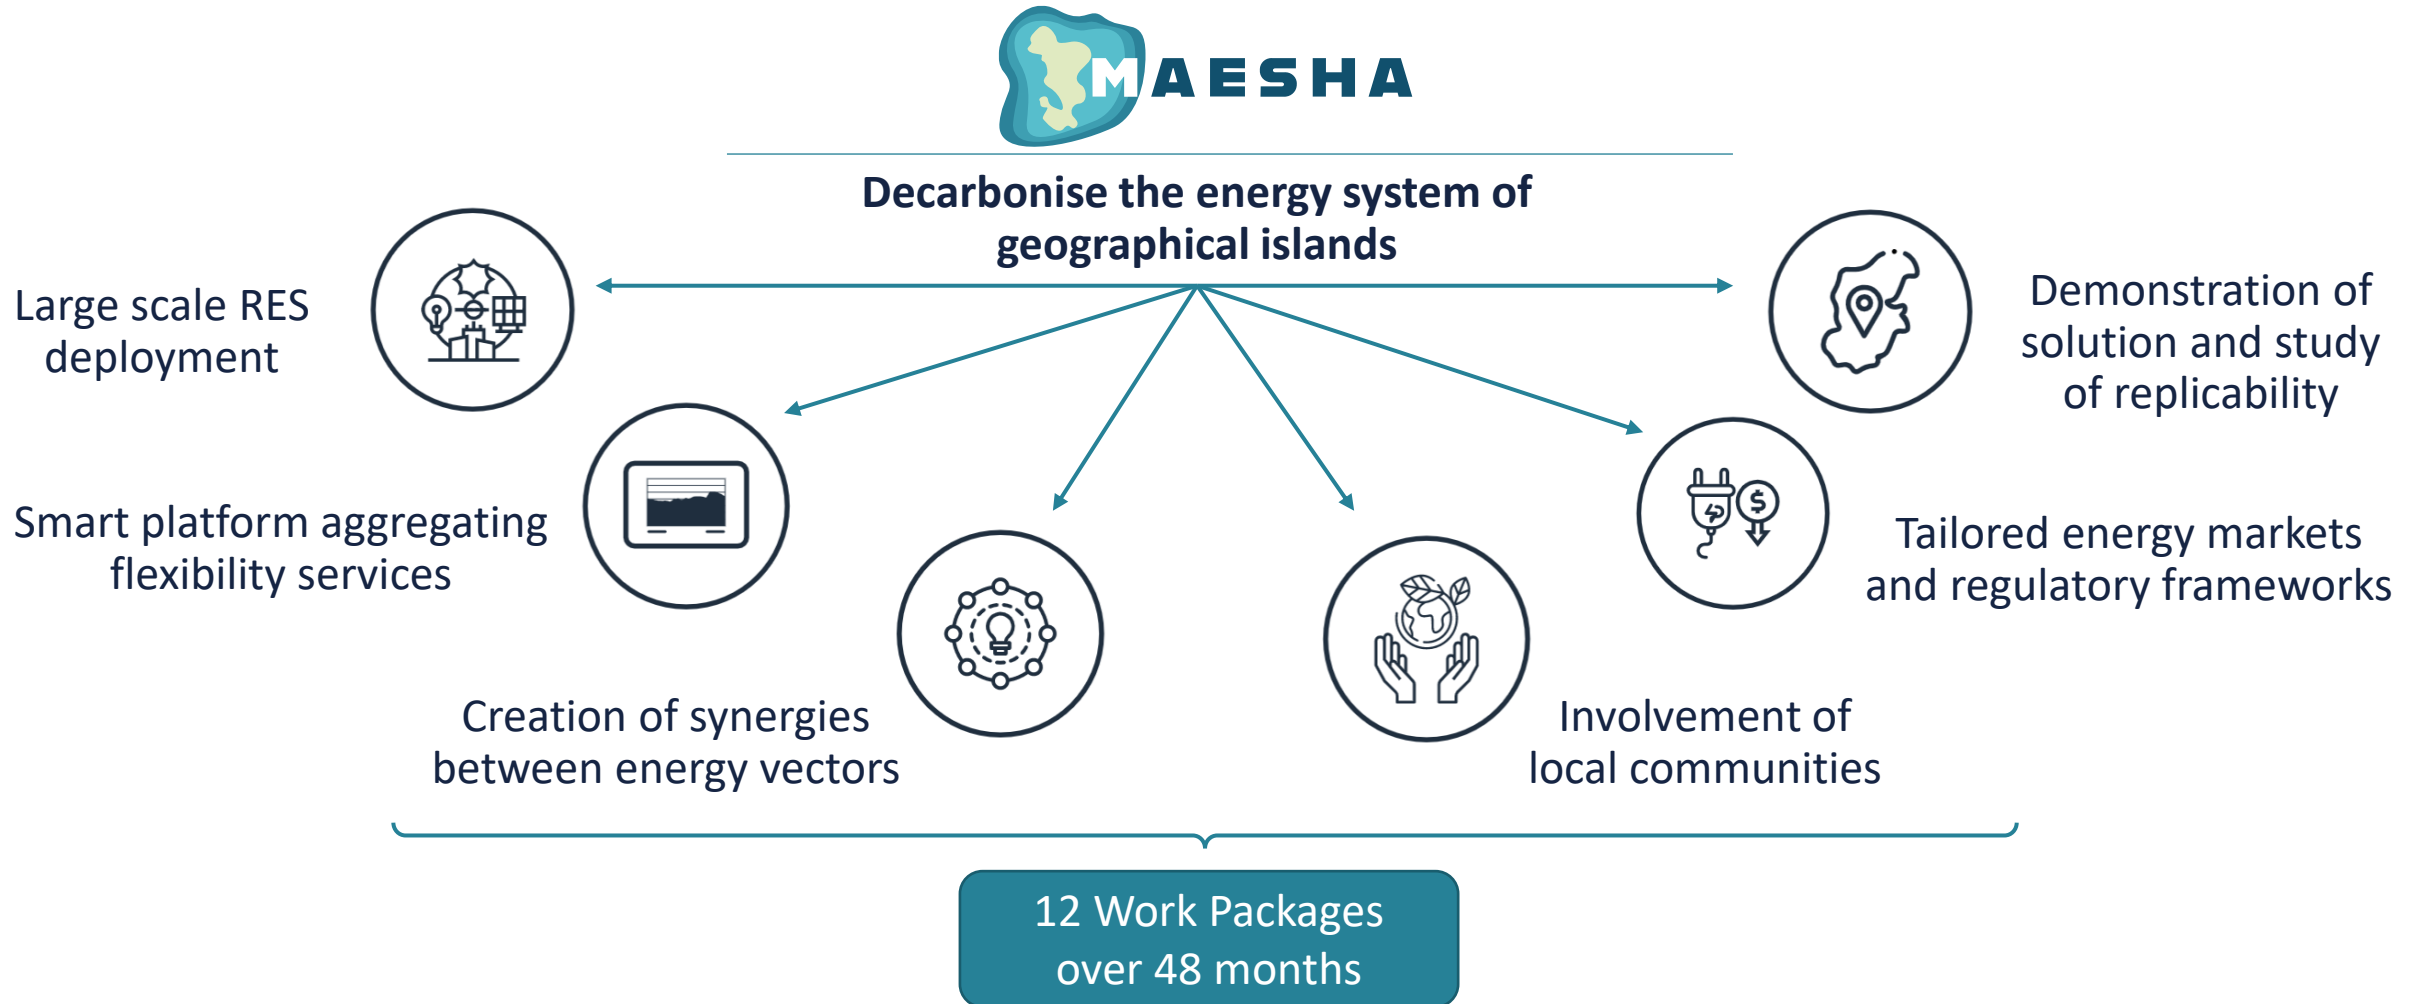 MAESHA
Decarbonise the energy system of
geographical islands
Large scale RES
deployment
Smart platform aggregating
flexibility services
Creation of synergies
between energy vectors
Involvement of
local communities
Tailored energy markets
and regulatory frameworks
Demonstration of
solution and study
of replicability
$
12 Work Packages
over 48 months